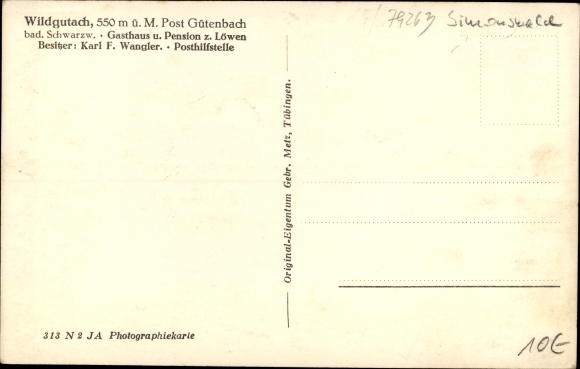 Wildgutach, 550 m ü. M. Post Gütenbach
bad. Schwarzw. · Gasthaus u. Pension z. Löwen
Besitzer: Karl F. Wangler. · Posthilfstelle
79263 Simonswald
Original-Eigentum Gebr. Metz, Tübingen.
313 N 2 JA Photographiekarte
10€